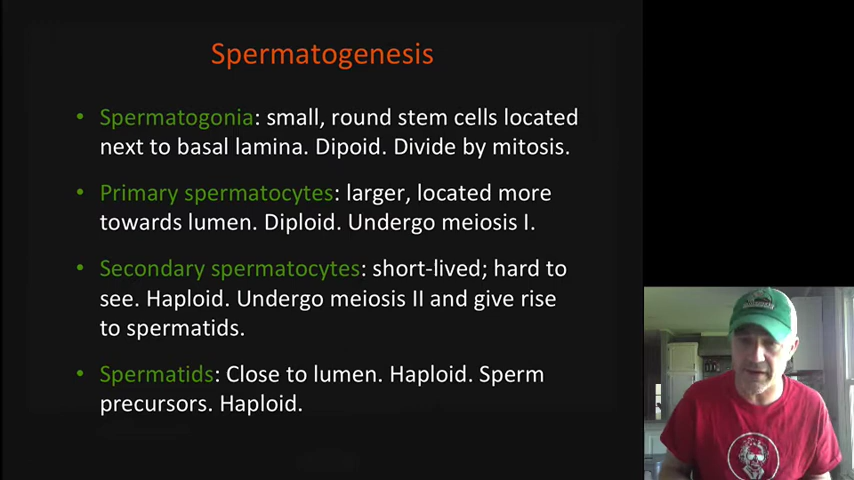 Spermatogenesis
• Spermatogonia: small, round stem cells located
next to basal lamina. Dipoid. Divide by mitosis.
• Primary spermatocytes: larger, located more
towards lumen. Diploid. Undergo meiosis I.
• Secondary spermatocytes: short-lived; hard to
see. Haploid. Undergo meiosis II and give rise
to spermatids.
• Spermatids: Close to lumen. Haploid. Sperm
precursors. Haploid.